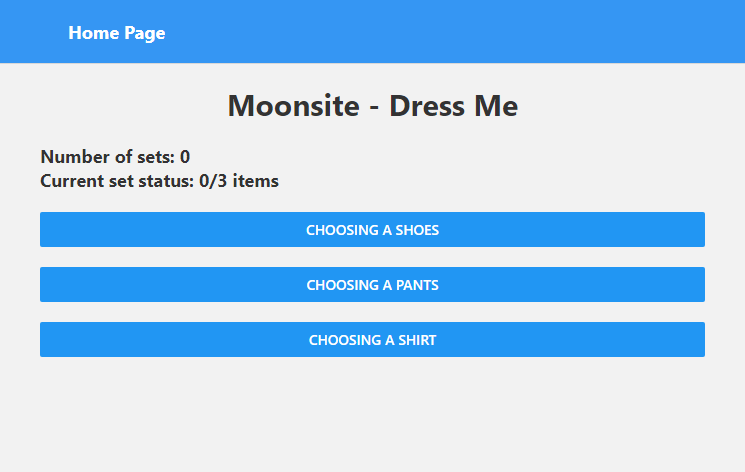 Home Page
Moonsite - Dress Me
Number of sets: 0
Current set status: 0/3 items
CHOOSING A SHOES
CHOOSING A PANTS
CHOOSING A SHIRT